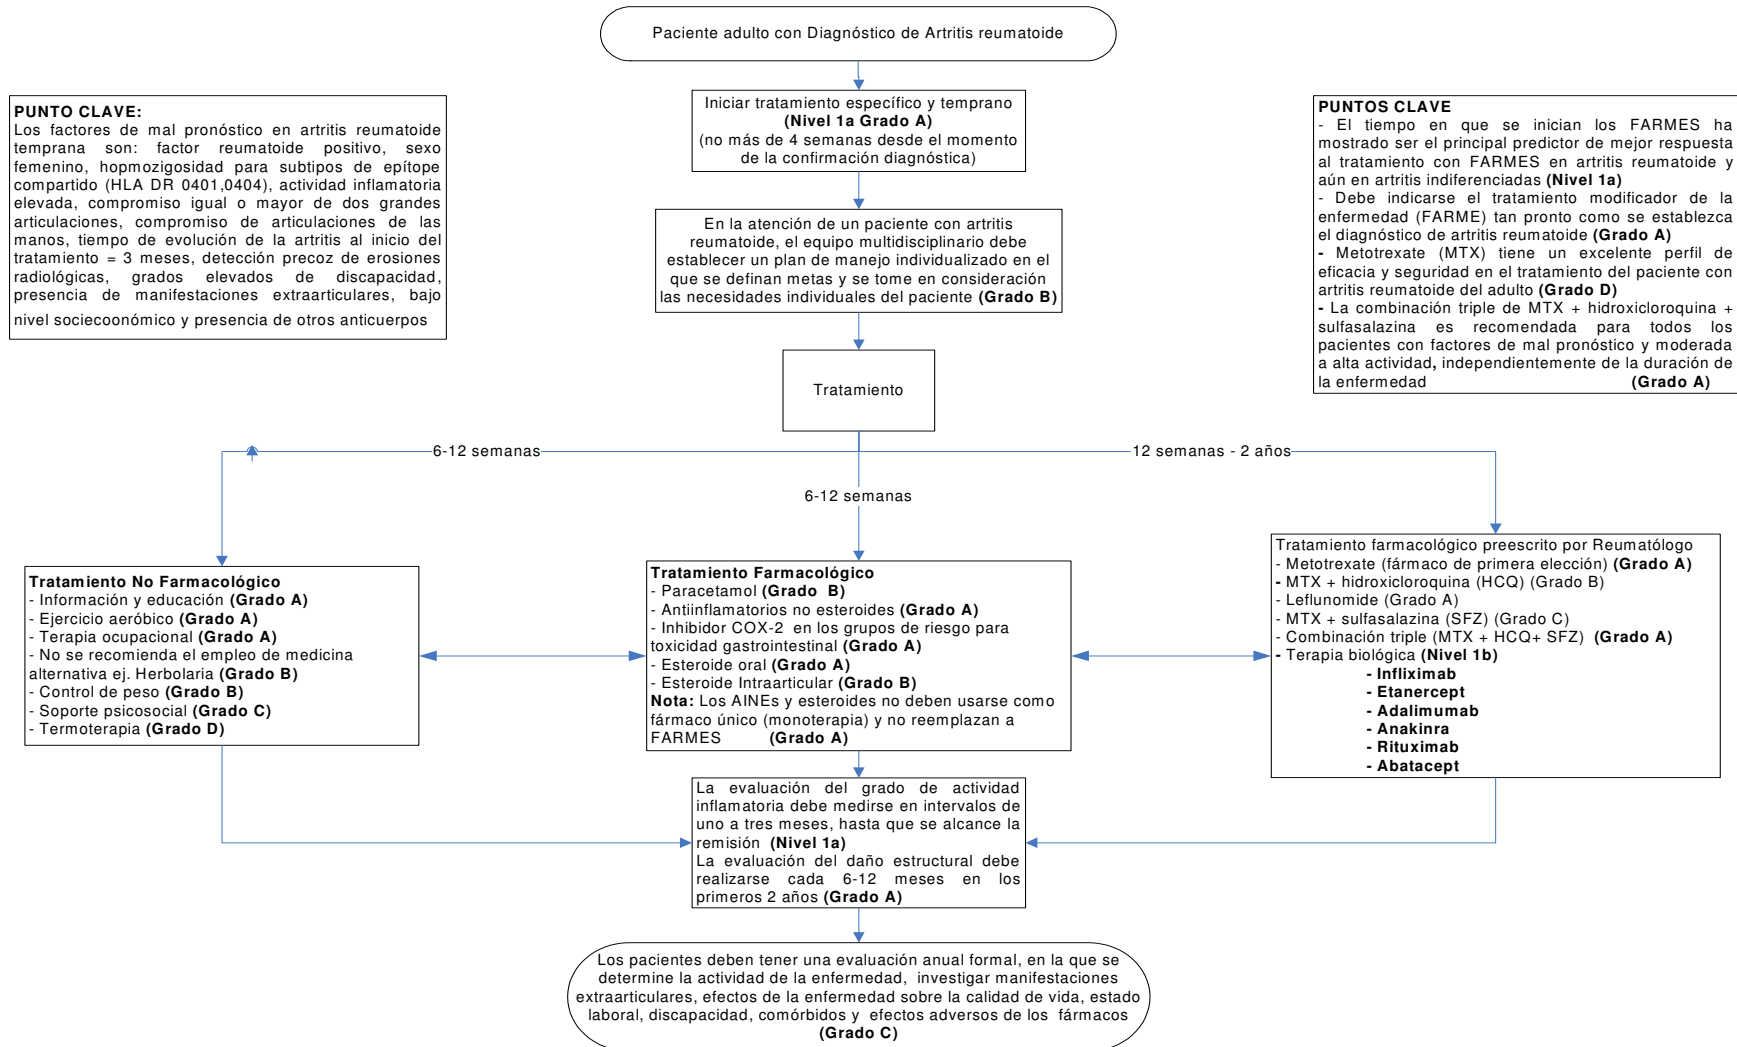 Paciente adulto con Diagnóstico de Artritis reumatoide
Iniciar tratamiento específico y temprano
(Nivel 1a Grado A)
(no más de 4 semanas desde el momento
de la confirmación diagnóstica)
PUNTO CLAVE:
Los factores de mal pronóstico en artritis reumatoide
temprana son: factor reumatoide positivo, sexo
femenino, hopmozigosidad para subtipos de epítope
compartido (HLA DR 0401,0404), actividad inflamatoria
elevada, compromiso igual o mayor de dos grandes
articulaciones, compromiso de articulaciones de las
manos, tiempo de evolución de la artritis al inicio del
tratamiento = 3 meses, detección precoz de erosiones
radiológicas, grados elevados de discapacidad,
presencia de manifestaciones extraarticulares, bajo
nivel sociecoonómico y presencia de otros anticuerpos
PUNTOS CLAVE
- El tiempo en que se inician los FARMES ha
mostrado ser el principal predictor de mejor respuesta
al tratamiento con FARMES en artritis reumatoide y
aún en artritis indiferenciadas (Nivel 1a)
- Debe indicarse el tratamiento modificador de la
enfermedad (FARME) tan pronto como se establezca
el diagnóstico de artritis reumatoide (Grado A)
- Metotrexate (MTX) tiene un excelente perfil de
eficacia y seguridad en el tratamiento del paciente con
artritis reumatoide del adulto (Grado D)
- La combinación triple de MTX + hidroxicloroquina +
sulfasalazina es recomendada para todos los
pacientes con factores de mal pronóstico y moderada
a alta actividad, independientemente de la duración de
la enfermedad (Grado A)
En la atención de un paciente con artritis
reumatoide, el equipo multidisciplinario debe
establecer un plan de manejo individualizado en el
que se definan metas y se tome en consideración
las necesidades individuales del paciente (Grado B)
Tratamiento
6-12 semanas
12 semanas - 2 años
6-12 semanas
Tratamiento No Farmacológico
- Información y educación (Grado A)
- Ejercicio aeróbico (Grado A)
- Terapia ocupacional (Grado A)
- No se recomienda el empleo de medicina
alternativa ej. Herbolaria (Grado B)
- Control de peso (Grado B)
- Soporte psicosocial (Grado C)
- Termoterapia (Grado D)
Tratamiento Farmacológico
- Paracetamol (Grado B)
- Antiinflamatorios no esteroides (Grado A)
- Inhibidor COX-2 en los grupos de riesgo para
toxicidad gastrointestinal (Grado A)
- Esteroide oral (Grado A)
- Esteroide Intraarticular (Grado B)
Nota: Los AINEs y esteroides no deben usarse como
fármaco único (monoterapia) y no reemplazan a
FARMES (Grado A)
Tratamiento farmacológico preescrito por Reumatólogo
- Metotrexate (fármaco de primera elección) (Grado A)
- MTX + hidroxicloroquina (HCQ) (Grado B)
- Leflunomide (Grado A)
- MTX + sulfasalazina (SFZ) (Grado C)
- Combinación triple (MTX + HCQ+ SFZ) (Grado A)
- Terapia biológica (Nivel 1b)
- Infliximab
- Etanercept
- Adalimumab
- Anakinra
- Rituximab
- Abatacept
La evaluación del grado de actividad
inflamatoria debe medirse en intervalos de
uno a tres meses, hasta que se alcance la
remisión (Nivel 1a)
La evaluación del daño estructural debe
realizarse cada 6-12 meses en los
primeros 2 años (Grado A)
Los pacientes deben tener una evaluación anual formal, en la que se
determine la actividad de la enfermedad, investigar manifestaciones
extraarticulares, efectos de la enfermedad sobre la calidad de vida, estado
laboral, discapacidad, comórbidos y efectos adversos de los fármacos
(Grado C)